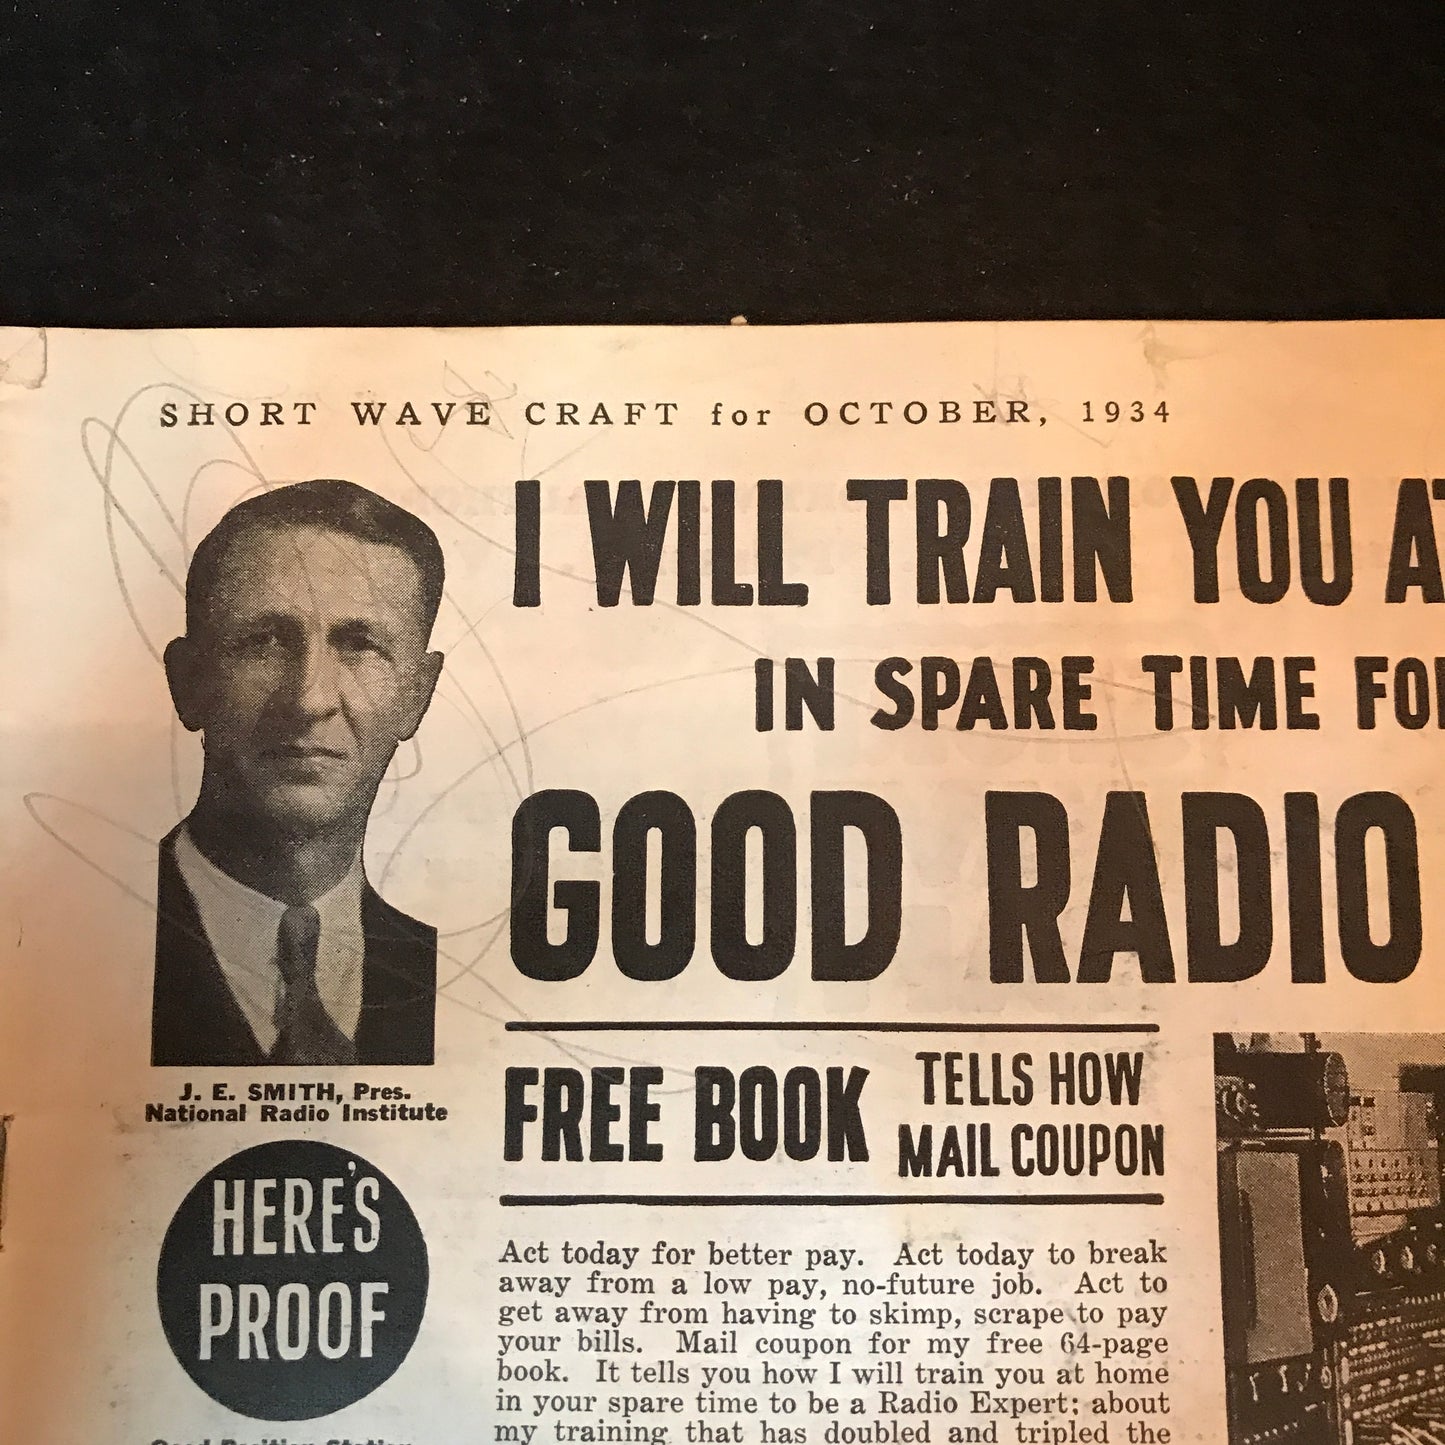 SHORT WAVE CRAFT for OCTOBER, 1934
I WILL TRAIN YOU
IN SPARE TIME
GOOD RADIO
J. E. SMITH, Pres.
National Radio Institute
HERE'S
PROOF
FREE BOOK
TELLS HOW
MAIL COUPON
Act today for better pay. Act today to break
away from a low pay, no-future job. Act to
get away from having to skimp, scrape to pay
your bills. Mail coupon for my free 64-page
book. It tells you how I will train you at home
in your spare time to be a Radio Expert; about
my training that has doubled and tripled the